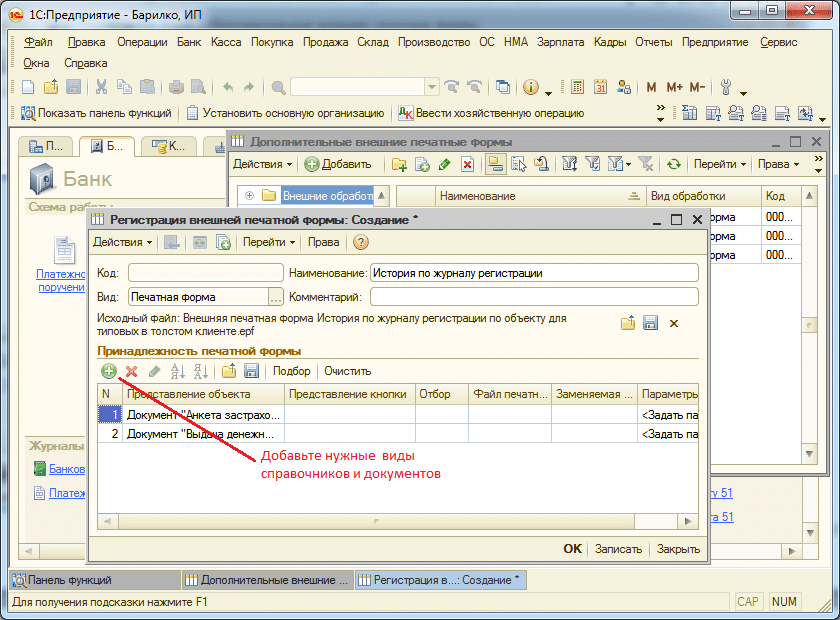 1С:Предприятие - Барилко, ИП
Файл Правка Операции Банк Касса Покупка Продажа Склад Производство ОС НМА Зарплата Кадры Отчеты Предприятие Сервис
Окна Справка
M M+ M-
Показать панель функций Установить основную организацию Ввести хозяйственную операцию
П... Б... К...
Дополнительные внешние печатные формы
Банк
Действия Добавить Перейти Права
Схема работы
Внешние обработ Наименование Вид обработки Код
орма 000...
орма 000...
орма 000...
Платежно
поручени
Регистрация внешней печатной формы: Создание *
Действия Перейти Права
Код: Наименование: История по журналу регистрации
Вид: Печатная форма ... Комментарий:
Исходный файл: Внешняя печатная форма История по журналу регистрации по объекту для
типовых в толстом клиенте.epf
Принадлежность печатной формы
Подбор Очистить
N Представление объекта Представление кнопки Отбор Файл печатн... Заменяемая ... Параметры
1 Документ "Анкета застрахо... <Задать па
2 Документ "Выдача денежн... <Задать па
Добавьте нужные виды
справочников и документов
Журналы
Банков
Платеж
ту 51
та 51
OK Записать Закрыть
Панель функций Дополнительные внешние ... Регистрация в...: Создание *
Для получения подсказки нажмите F1 CAP NUM